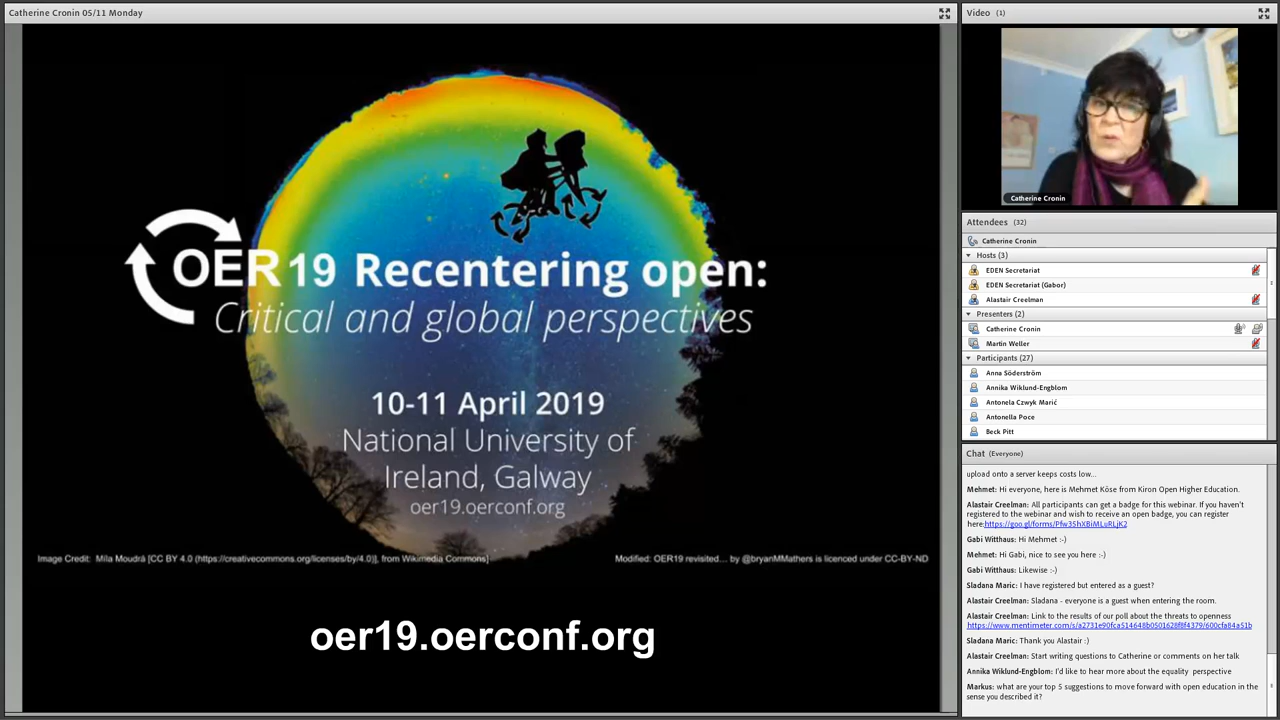 Catherine Cronin 05/11 Monday
OER19 Recentering open:
Critical and global perspectives
10-11 April 2019
National University of
Ireland, Galway
oer19.oerconf.org
Image Credit: Mila Moudrá [CC BY 4.0 (https://creativecommons.org/licenses/by/4.0)], from Wikimedia Commons]
Modified: OER19 revisited... by @bryanMMathers is licenced under CC-BY-ND
oer19.oerconf.org
Video (1)
Catherine Cronin
Attendees (32)
Catherine Cronin
Hosts (3)
EDEN Secretariat
EDEN Secretariat (Gabor)
Alastair Creelman
Presenters (2)
Catherine Cronin
Martin Weller
Participants (27)
Anna Söderström
Annika Wiklund-Engblom
Antonela Czwyk Marić
Antonella Poce
Beck Pitt
Chat (Everyone)
upload onto a server keeps costs low...
Mehmet: Hi everyone, here is Mehmet Köse from Kiron Open Higher Education.
Alastair Creelman: All participants can get a badge for this webinar. If you haven't
registered to the webinar and wish to receive an open badge, you can register
here:https://goo.gl/forms/Pfw35hXBiMLuRLjK2
Gabi Witthaus: Hi Mehmet :-)
Mehmet: Hi Gabi, nice to see you here :-)
Gabi Witthaus: Likewise :-)
Sladana Maric: I have registered but entered as a guest?
Alastair Creelman: Sladana - everyone is a guest when entering the room.
Alastair Creelman: Link to the results of our poll about the threats to openness
https://www.mentimeter.com/s/a2731e90fca514648b0501628f8f4379/600cfa84a51b
Sladana Maric: Thank you Alastair :)
Alastair Creelman: Start writing questions to Catherine or comments on her talk
Annika Wiklund-Engblom: I'd like to hear more about the equality perspective
Markus: what are your top 5 suggestions to move forward with open education in the
sense you described it?